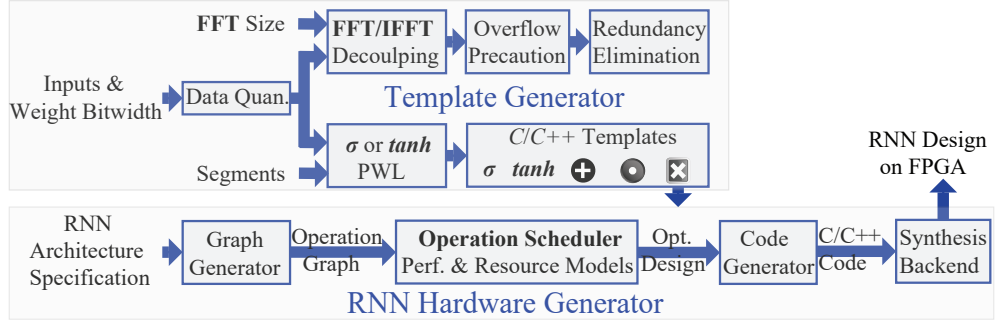 FFT Size
FFT/IFFT
Decoulping
Overflow
Precaution
Redundancy
Elimination
Inputs &
Weight Bitwidth
Data Quan.
Template Generator
σ or tanh
PWL
Segments
C/C++ Templates
σ tanh
RNN Design
on FPGA
RNN
Architecture
Specification
Graph
Generator
Operation
Graph
Operation Scheduler
Perf. & Resource Models
Opt.
Design
Code
Generator
C/C++
Code
Synthesis
Backend
RNN Hardware Generator